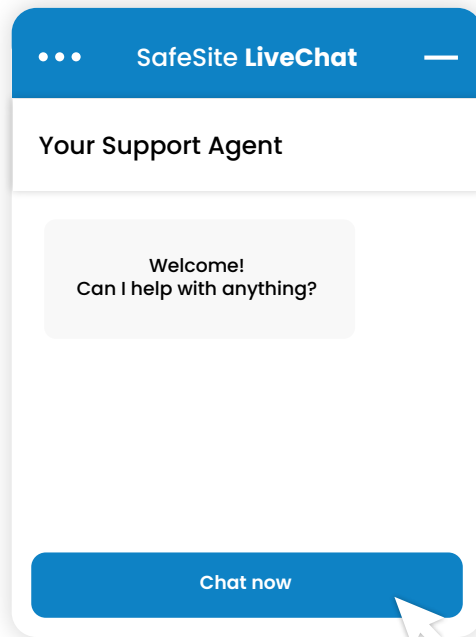 SafeSite LiveChat
Your Support Agent
Welcome!
Can I help with anything?
Chat now